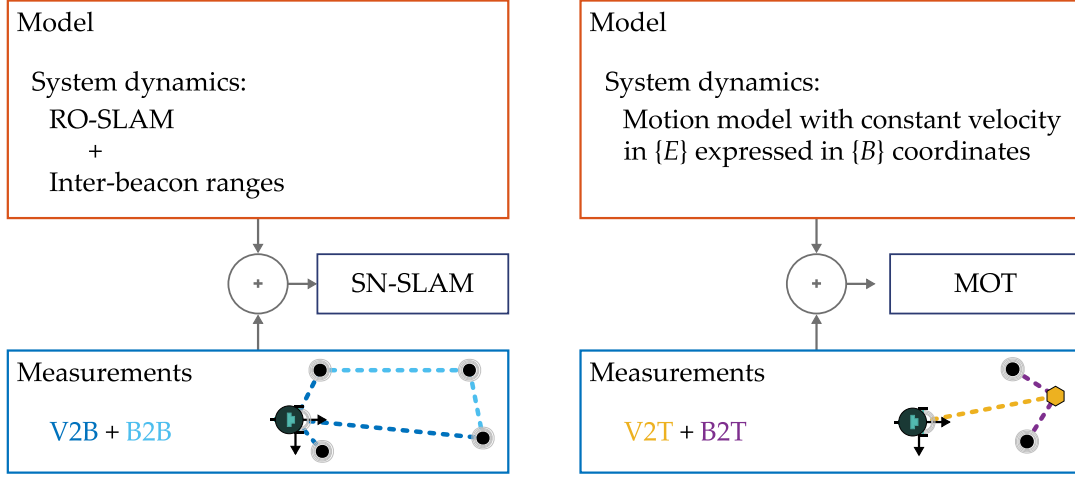 Model
System dynamics:
RO-SLAM
+
Inter-beacon ranges
+
SN-SLAM
Measurements
V2B + B2B
Model
System dynamics:
Motion model with constant velocity
in {E} expressed in {B} coordinates
+
MOT
Measurements
V2T + B2T